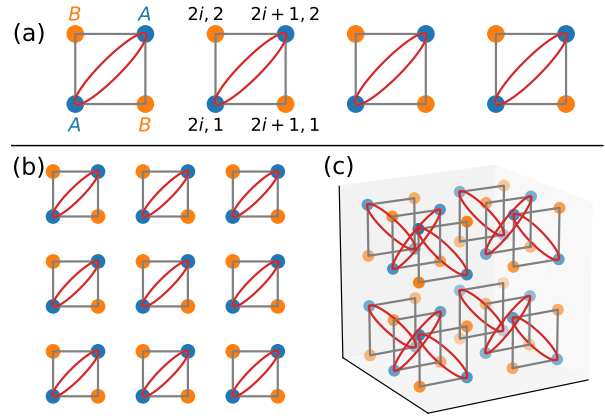 (a)
B A 2i, 2 2i + 1, 2
A B 2i, 1 2i + 1, 1
(b) (c)